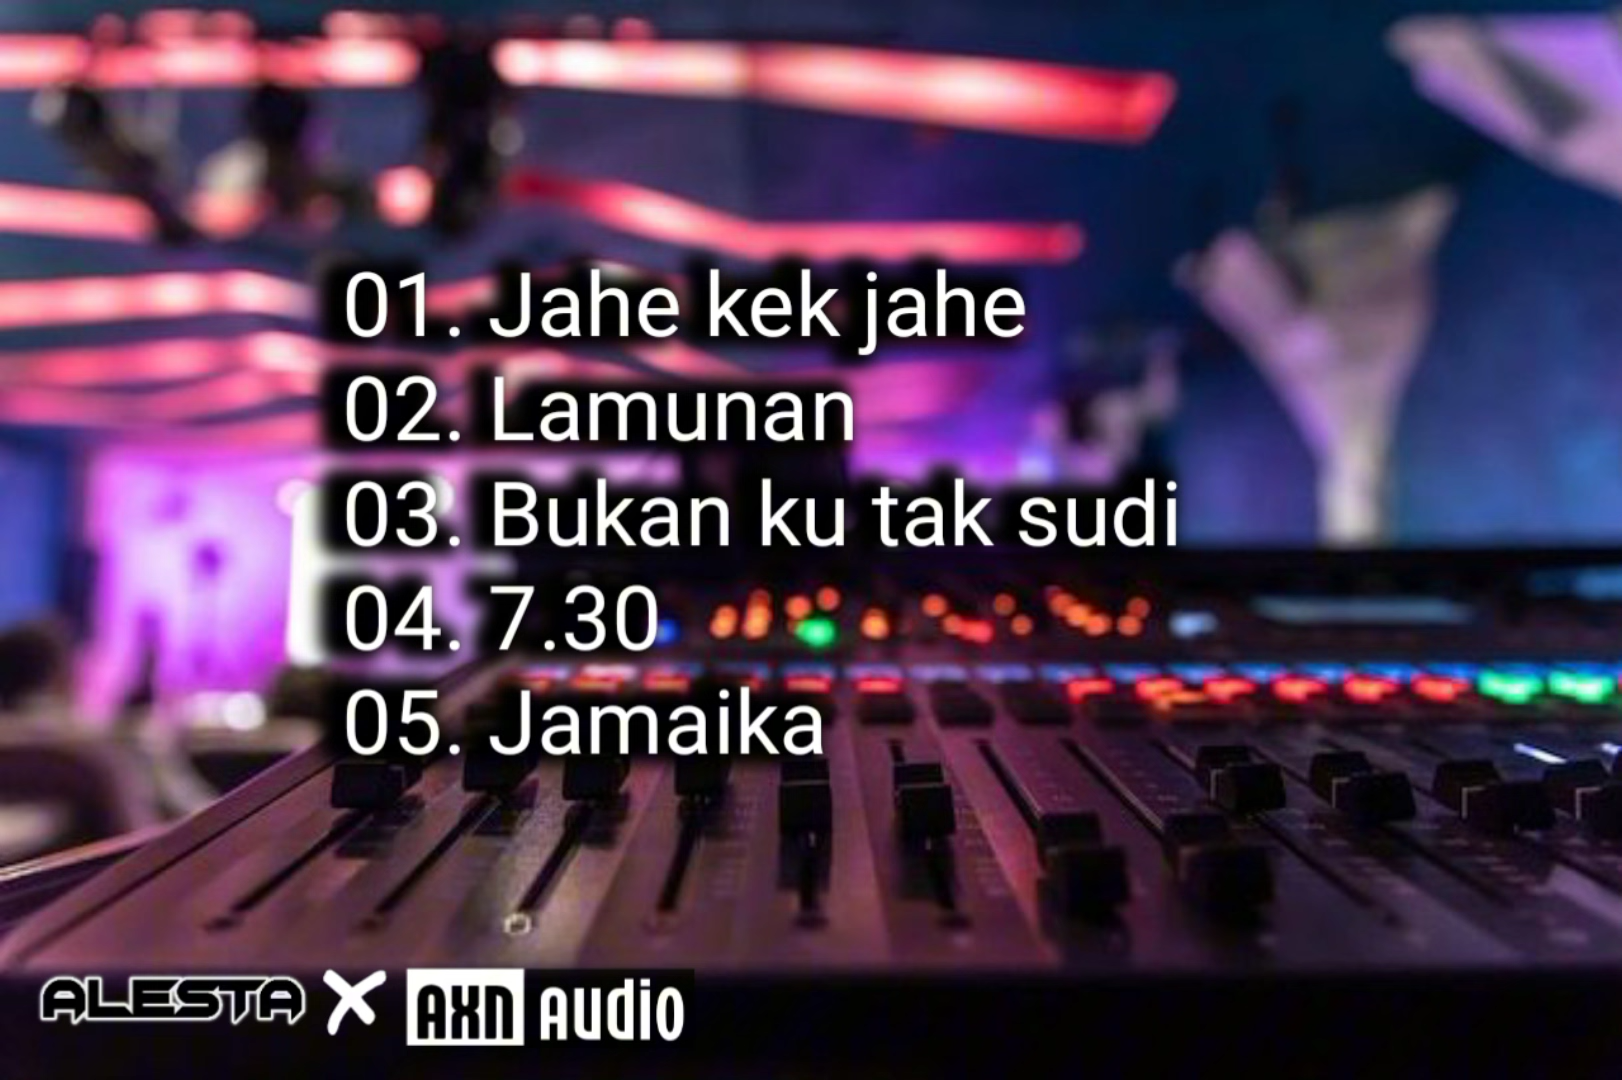 01. Jahe kek jahe
02. Lamunan
03. Bukan ku tak sudi
04. 7.30
05. Jamaika
ALESTA X AXN AUDIO